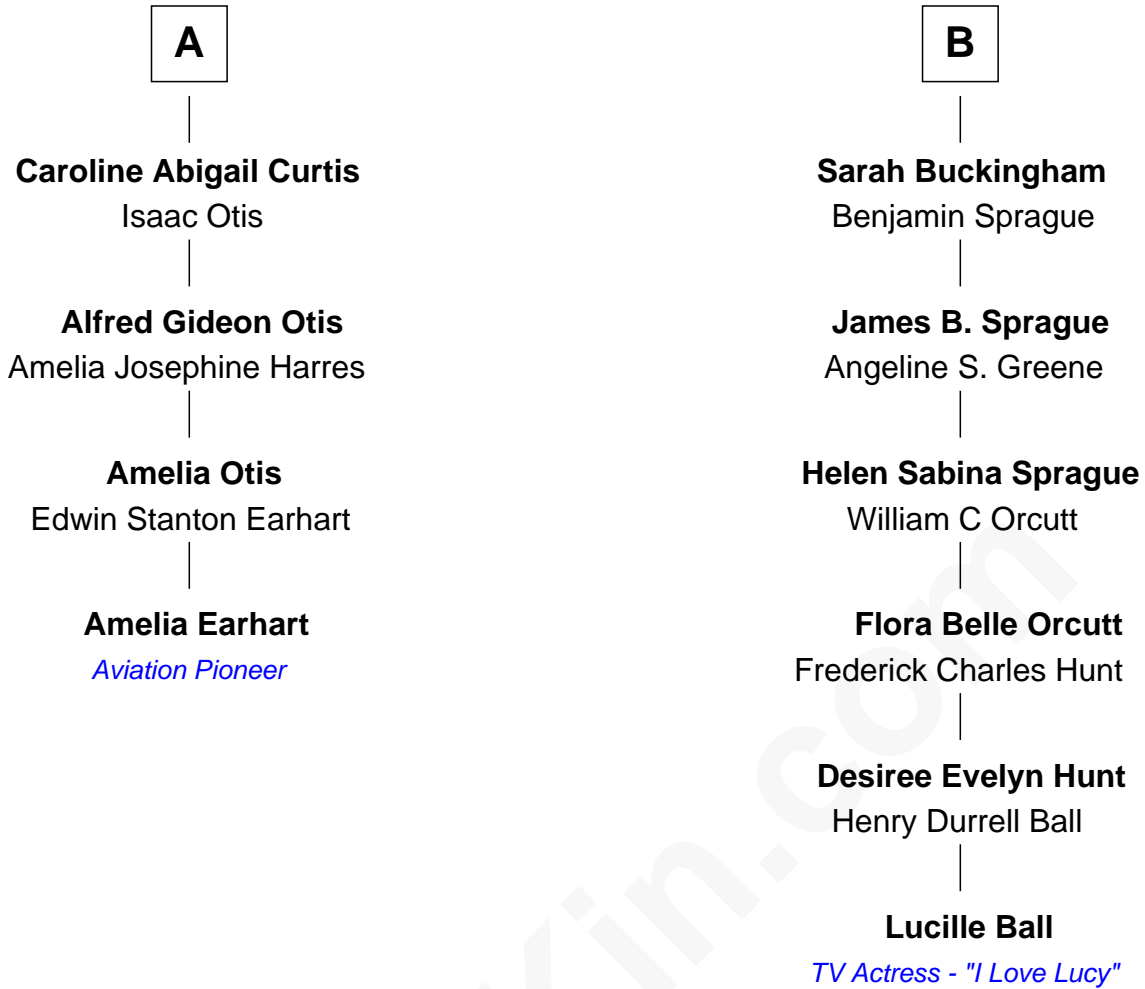 A
Caroline Abigail Curtis
Isaac Otis
Alfred Gideon Otis
Amelia Josephine Harres
Amelia Otis
Edwin Stanton Earhart
Amelia Earhart
Aviation Pioneer
B
Sarah Buckingham
Benjamin Sprague
James B. Sprague
Angeline S. Greene
Helen Sabina Sprague
William C Orcutt
Flora Belle Orcutt
Frederick Charles Hunt
Desiree Evelyn Hunt
Henry Durrell Ball
Lucille Ball
TV Actress - "I Love Lucy"
Kin.com